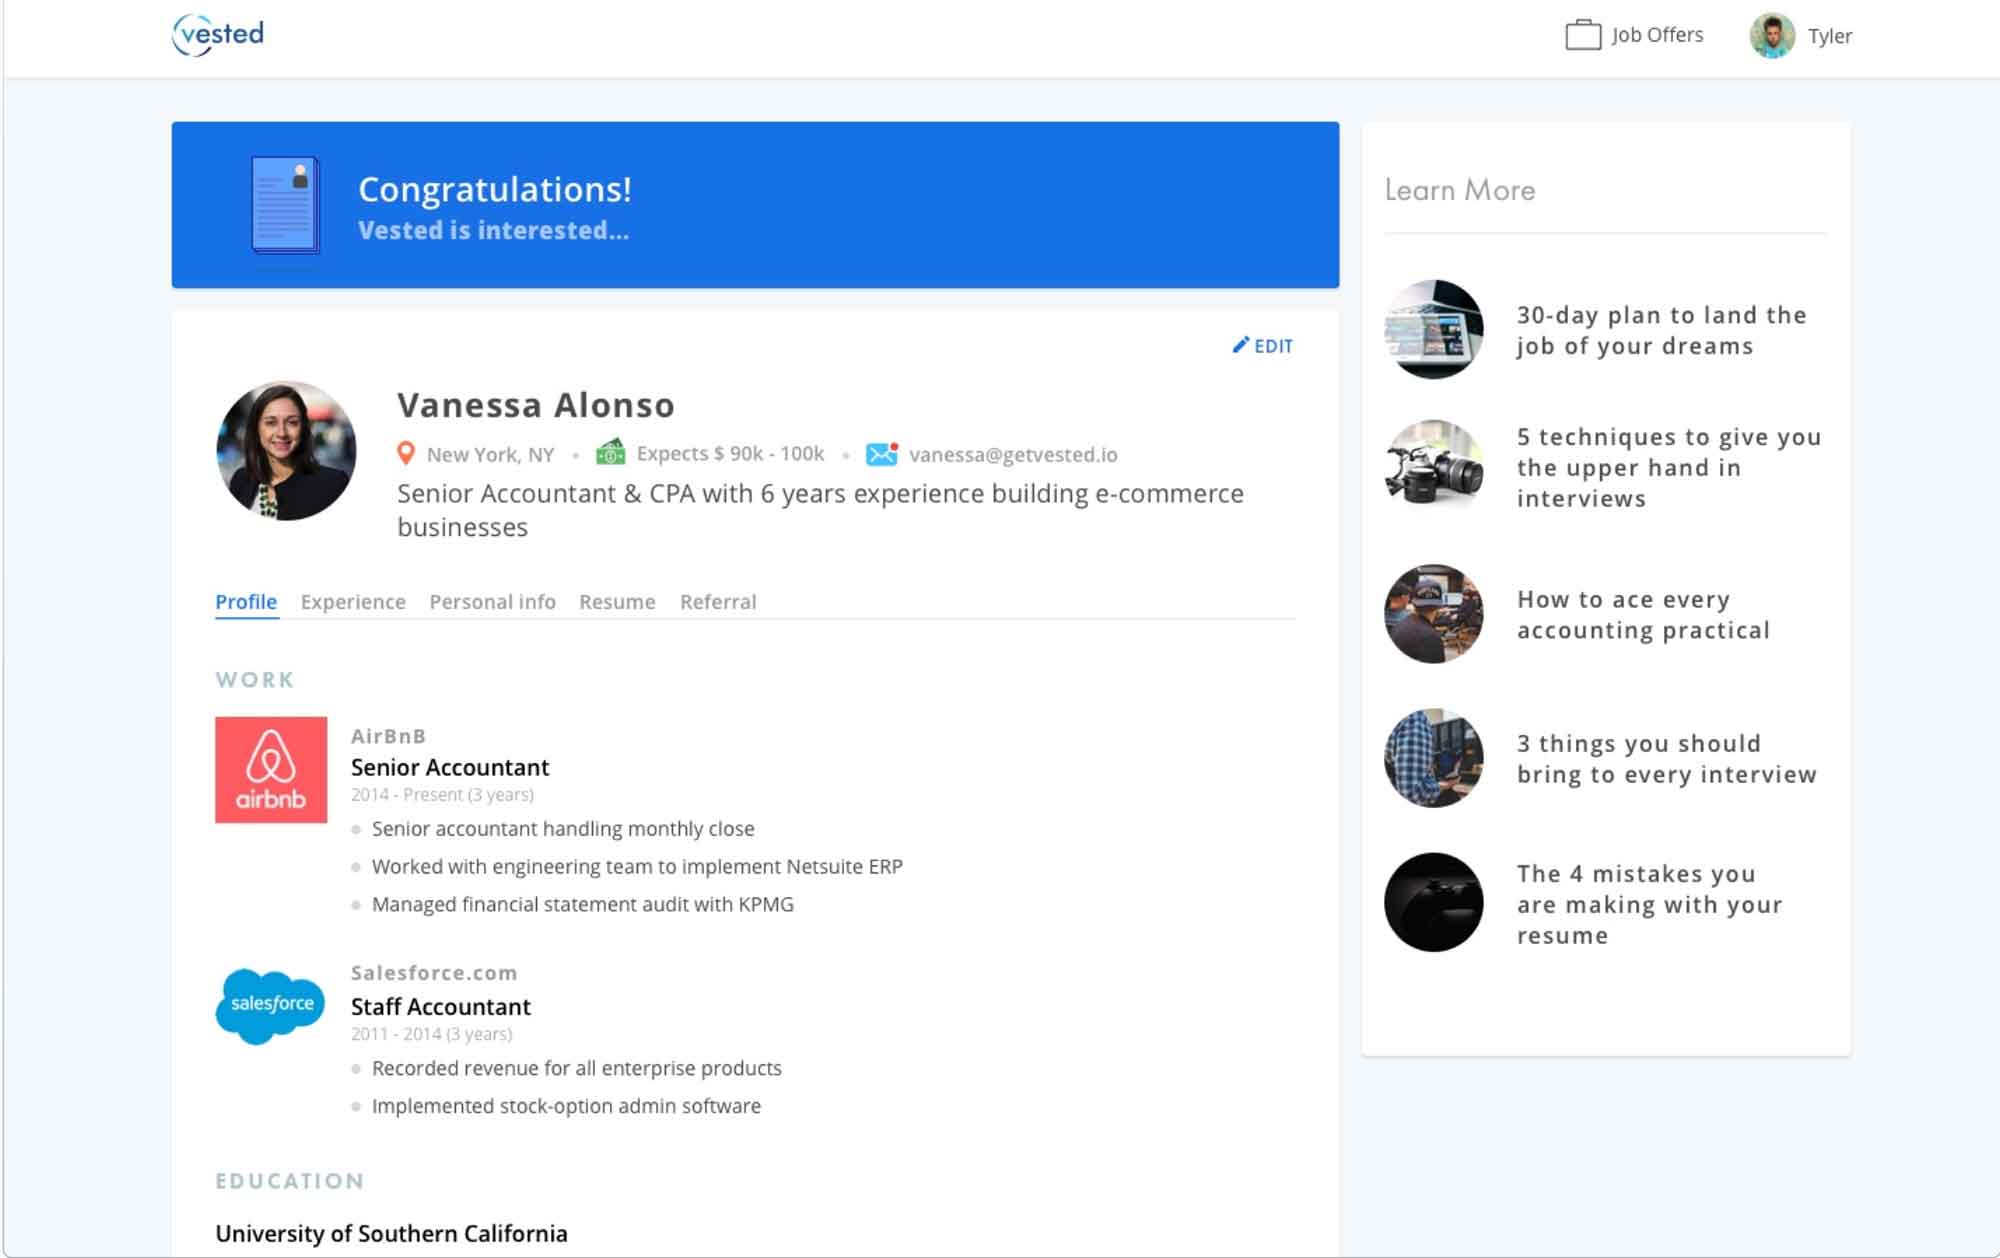 vested
Job Offers
Tyler
Congratulations!
Vested is interested...
EDIT
Vanessa Alonso
New York, NY • Expects $ 90k - 100k • vanessa@getvested.io
Senior Accountant & CPA with 6 years experience building e-commerce
businesses
Profile Experience Personal info Resume Referral
WORK
airbnb
AirBnB
Senior Accountant
2014 - Present (3 years)
Senior accountant handling monthly close
Worked with engineering team to implement Netsuite ERP
Managed financial statement audit with KPMG
salesforce
Salesforce.com
Staff Accountant
2011 - 2014 (3 years)
Recorded revenue for all enterprise products
Implemented stock-option admin software
EDUCATION
University of Southern California
Learn More
30-day plan to land the
job of your dreams
5 techniques to give you
the upper hand in
interviews
How to ace every
accounting practical
3 things you should
bring to every interview
The 4 mistakes you
are making with your
resume